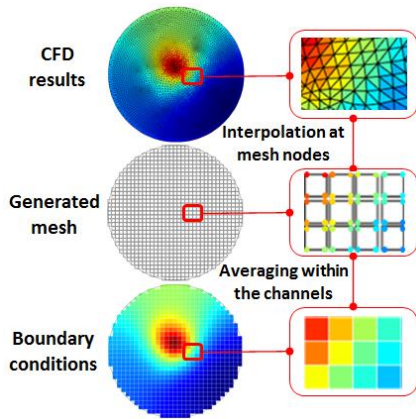 CFD
results
Interpolation at
mesh nodes
Generated
mesh
Averaging within
the channels
Boundary
conditions